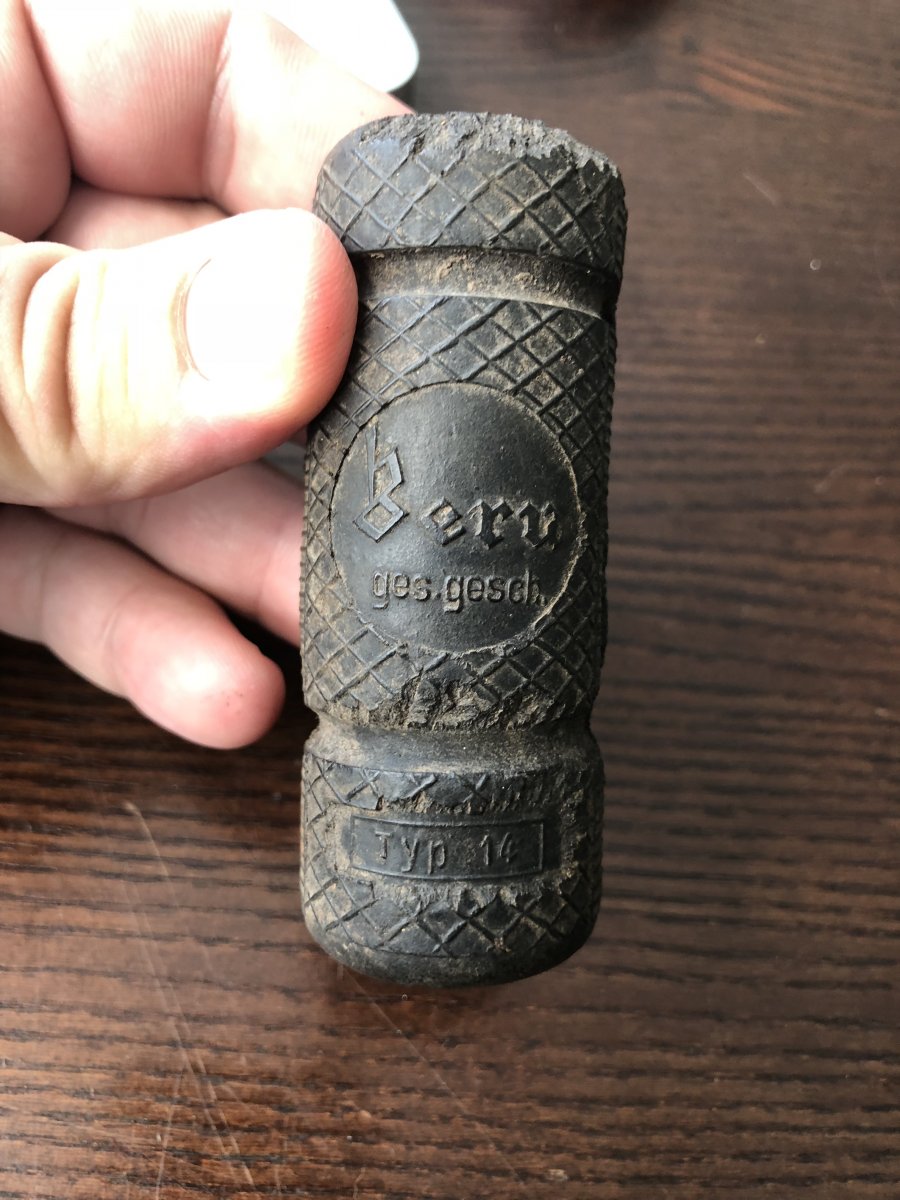 Beru
ges.gesch.
Typ 14